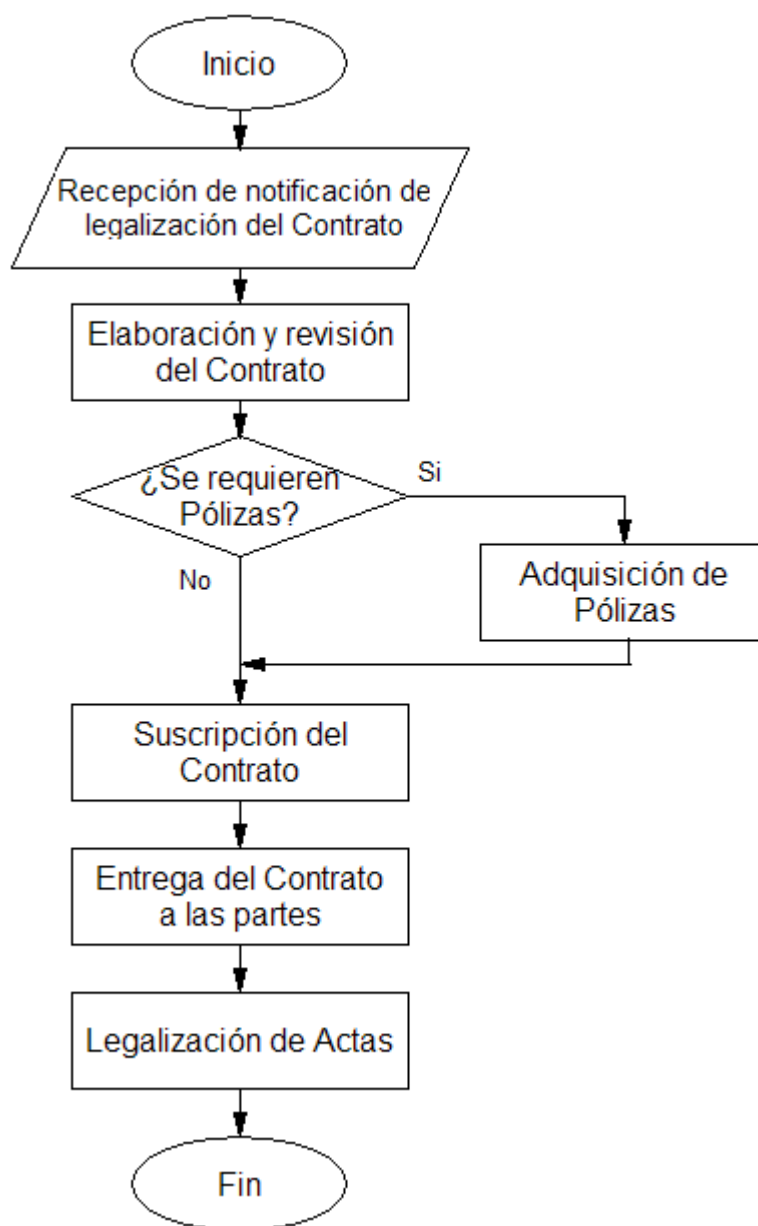 Inicio
Recepción de notificación de
legalización del Contrato
Elaboración y revisión
del Contrato
¿Se requieren
Pólizas?
Si
No
Adquisición de
Pólizas
Suscripción del
Contrato
Entrega del Contrato
a las partes
Legalización de Actas
Fin